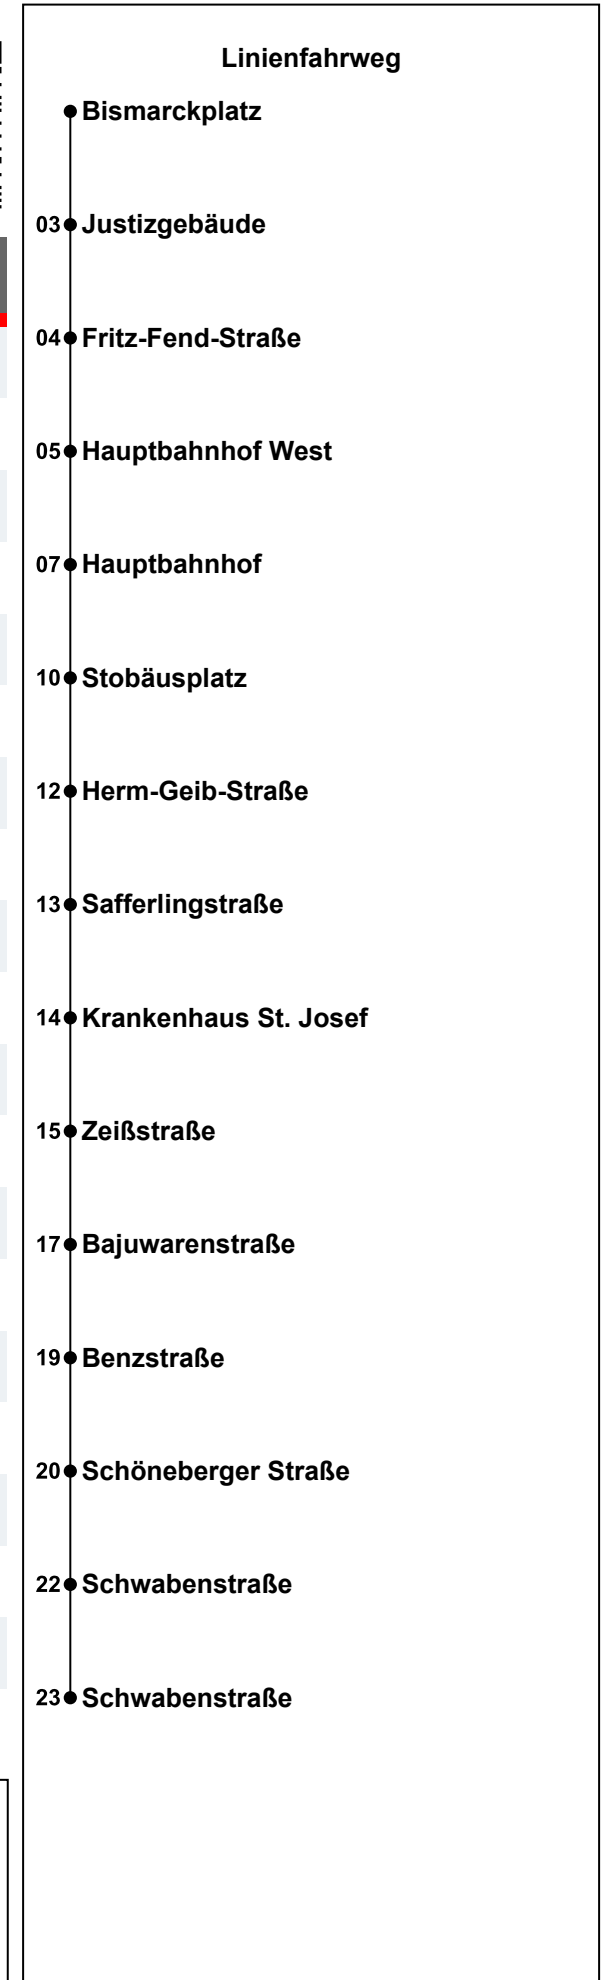 Linienfahrweg
Bismarckplatz
03 Justizgebäude
04 Fritz-Fend-Straße
05 Hauptbahnhof West
07 Hauptbahnhof
10 Stobäusplatz
12 Herm-Geib-Straße
13 Safferlingstraße
14 Krankenhaus St. Josef
15 Zeißstraße
17 Bajuwarenstraße
19 Benzstraße
20 Schöneberger Straße
22 Schwabenstraße
23 Schwabenstraße